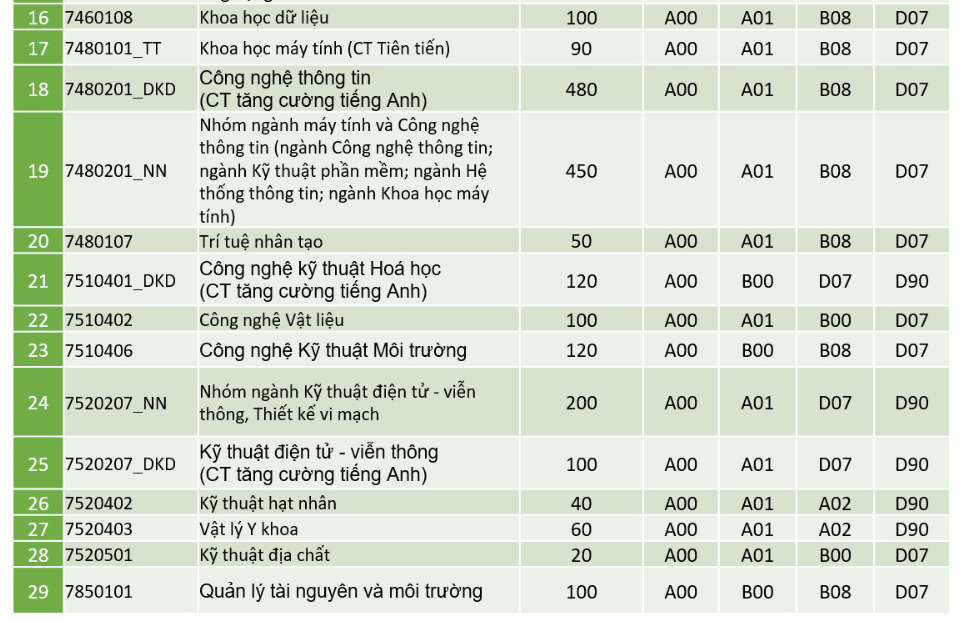 16 7460108 Khoa học dữ liệu 100 A00 A01 B08 D07
17 7480101_TT Khoa học máy tính (CT Tiên tiến) 90 A00 A01 B08 D07
18 7480201_DKD Công nghệ thông tin
(CT tăng cường tiếng Anh) 480 A00 A01 B08 D07
19 7480201_NN Nhóm ngành máy tính và Công nghệ
thông tin (ngành Công nghệ thông tin;
ngành Kỹ thuật phần mềm; ngành Hệ
thống thông tin; ngành Khoa học máy
tính) 450 A00 A01 B08 D07
20 7480107 Trí tuệ nhân tạo 50 A00 A01 B08 D07
21 7510401_DKD Công nghệ kỹ thuật Hoá học
(CT tăng cường tiếng Anh) 120 A00 B00 D07 D90
22 7510402 Công nghệ Vật liệu 100 A00 A01 B00 D07
23 7510406 Công nghệ Kỹ thuật Môi trường 120 A00 B00 B08 D07
24 7520207_NN Nhóm ngành Kỹ thuật điện tử - viễn
thông, Thiết kế vi mạch 200 A00 A01 D07 D90
25 7520207_DKD Kỹ thuật điện tử - viễn thông
(CT tăng cường tiếng Anh) 100 A00 A01 D07 D90
26 7520402 Kỹ thuật hạt nhân 40 A00 A01 A02 D90
27 7520403 Vật lý Y khoa 60 A00 A01 A02 D90
28 7520501 Kỹ thuật địa chất 20 A00 A01 B00 D07
29 7850101 Quản lý tài nguyên và môi trường 100 A00 B00 B08 D07